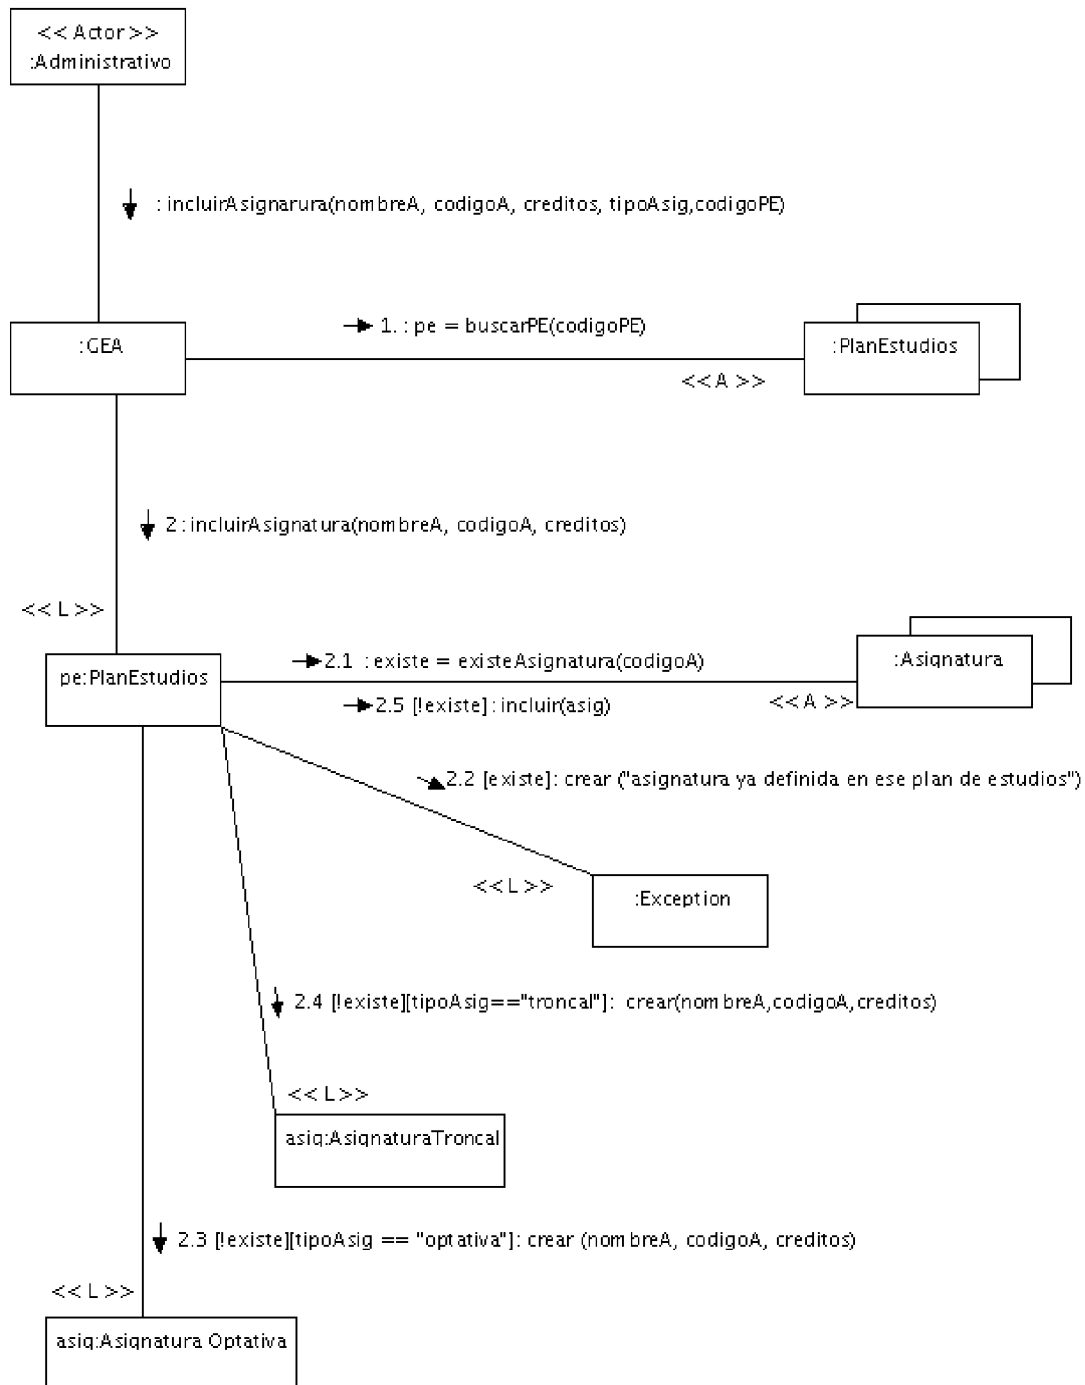 << Actor >>
:Administrativo
: incluirAsignarura(nombreA, codigoA, creditos, tipoAsig,codigoPE)
1. : pe = buscarPE(codigoPE)
:GEA
:PlanEstudios
<< A >>
2 : incluirAsignatura(nombreA, codigoA, creditos)
<< L >>
2.1 : existe = existeAsignatura(codigoA)
:Asignatura
pe:PlanEstudios
<< A >>
2.5 [!existe] : incluir(asig)
2.2 [existe]: crear ("asignatura ya definida en ese plan de estudios")
<< L >>
:Exception
2.4 [!existe][tipoAsig=="troncal"]: crear(nombreA,codigoA,creditos)
<< L >>
asig:AsignaturaTroncal
2.3 [!existe][tipoAsig == "optativa"]: crear (nombreA, codigoA, creditos)
<< L >>
asig:Asignatura Optativa